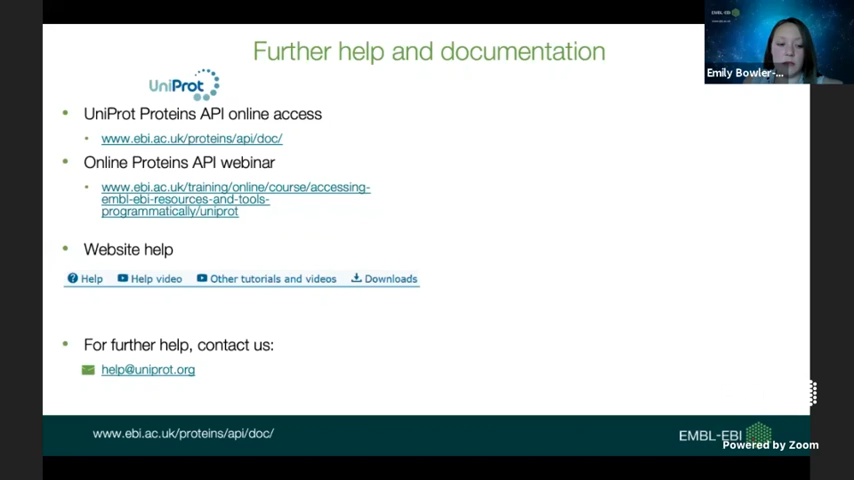 Further help and documentation
EMBL-EBI
Emily Bowler-...
UniProt
• UniProt Proteins API online access
• www.ebi.ac.uk/proteins/api/doc/
• Online Proteins API webinar
• www.ebi.ac.uk/training/online/course/accessing-
embl-ebi-resources-and-tools-
programmatically/uniprot
• Website help
Help Help video Other tutorials and videos Downloads
• For further help, contact us:
help@uniprot.org
www.ebi.ac.uk/proteins/api/doc/
EMBL-EBI
Powered by Zoom